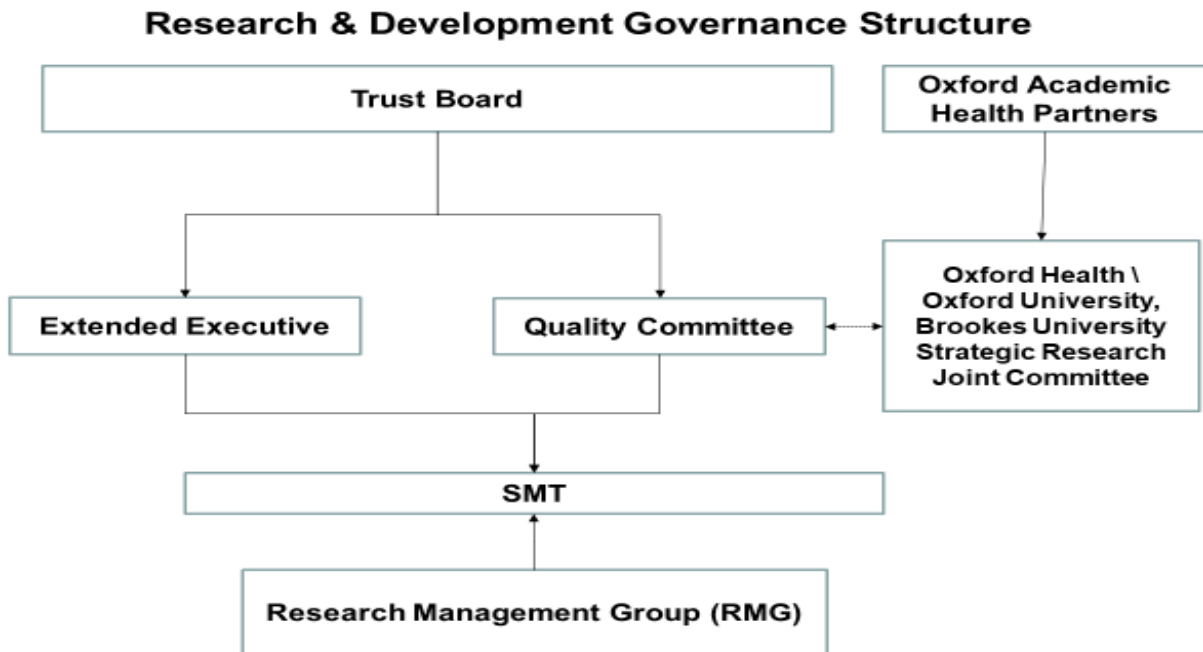 Research & Development Governance Structure
Trust Board
Oxford Academic
Health Partners
Extended Executive
Quality Committee
Oxford Health \
Oxford University,
Brookes University
Strategic Research
Joint Committee
SMT
Research Management Group (RMG)